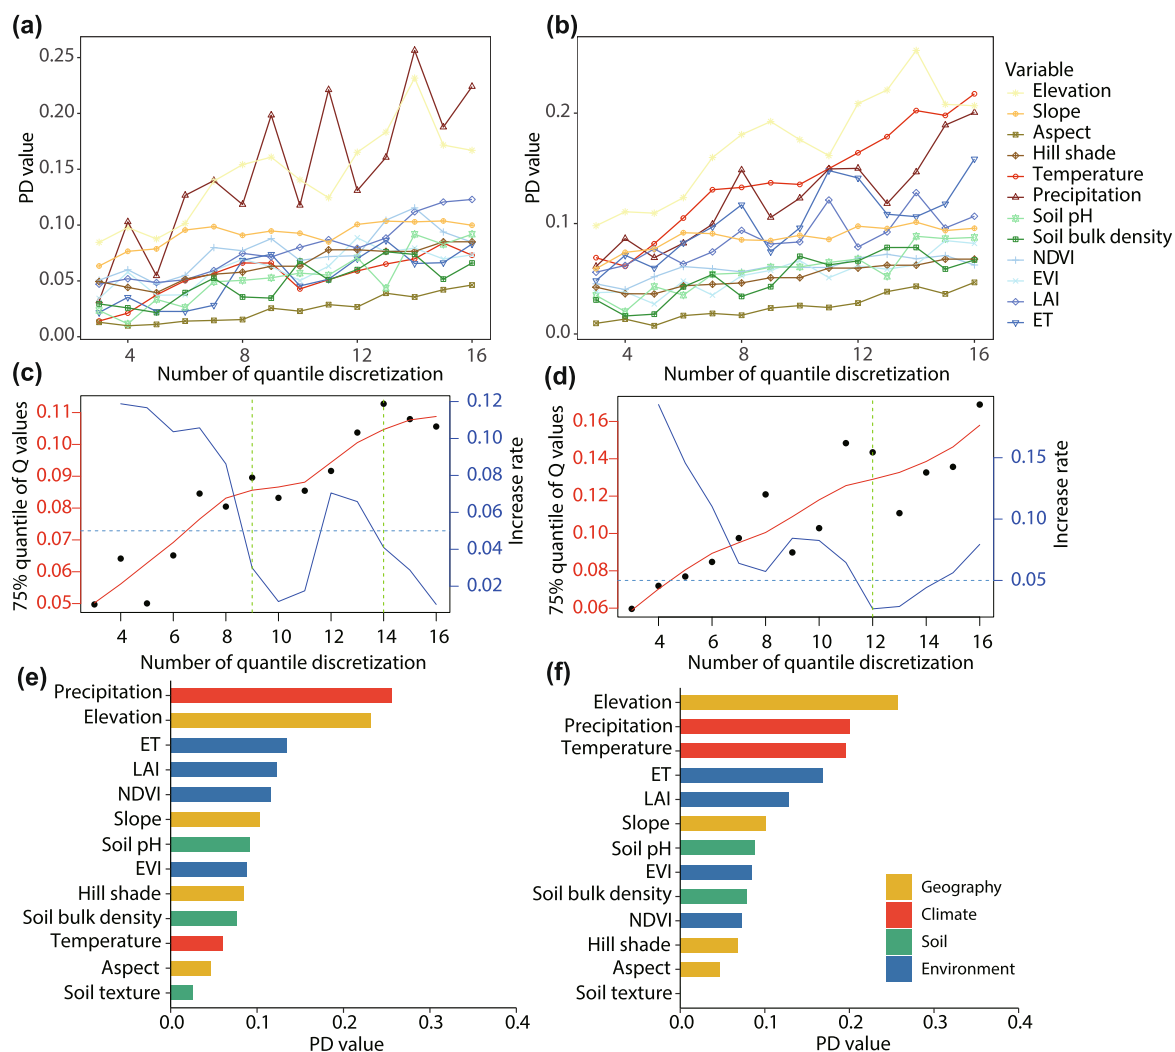 (a)
PD value
0.25
0.20
0.15
0.10
0.05
0.00
4
8
12
16
Number of quantile discretization
(b)
PD value
0.2
0.1
0.0
4
8
12
16
Number of quantile discretization
Variable
Elevation
Slope
Aspect
Hill shade
Temperature
Precipitation
Soil pH
Soil bulk density
NDVI
EVI
LAI
ET
(c)
75% quantile of Q values
0.11
0.10
0.09
0.08
0.07
0.06
0.05
4
6
8
10
12
14
16
Number of quantile discretization
0.12
0.10
0.08
0.06
0.04
0.02
Increase rate
(d)
75% quantile of Q values
0.16
0.14
0.12
0.10
0.08
0.06
4
6
8
10
12
14
16
Number of quantile discretization
0.15
0.10
0.05
Increase rate
(e)
Precipitation
Elevation
ET
LAI
NDVI
Slope
Soil pH
EVI
Hill shade
Soil bulk density
Temperature
Aspect
Soil texture
0.0
0.1
0.2
0.3
0.4
PD value
(f)
Elevation
Precipitation
Temperature
ET
LAI
Slope
Soil pH
EVI
Soil bulk density
NDVI
Hill shade
Aspect
Soil texture
0.0
0.1
0.2
0.3
0.4
PD value
Geography
Climate
Soil
Environment